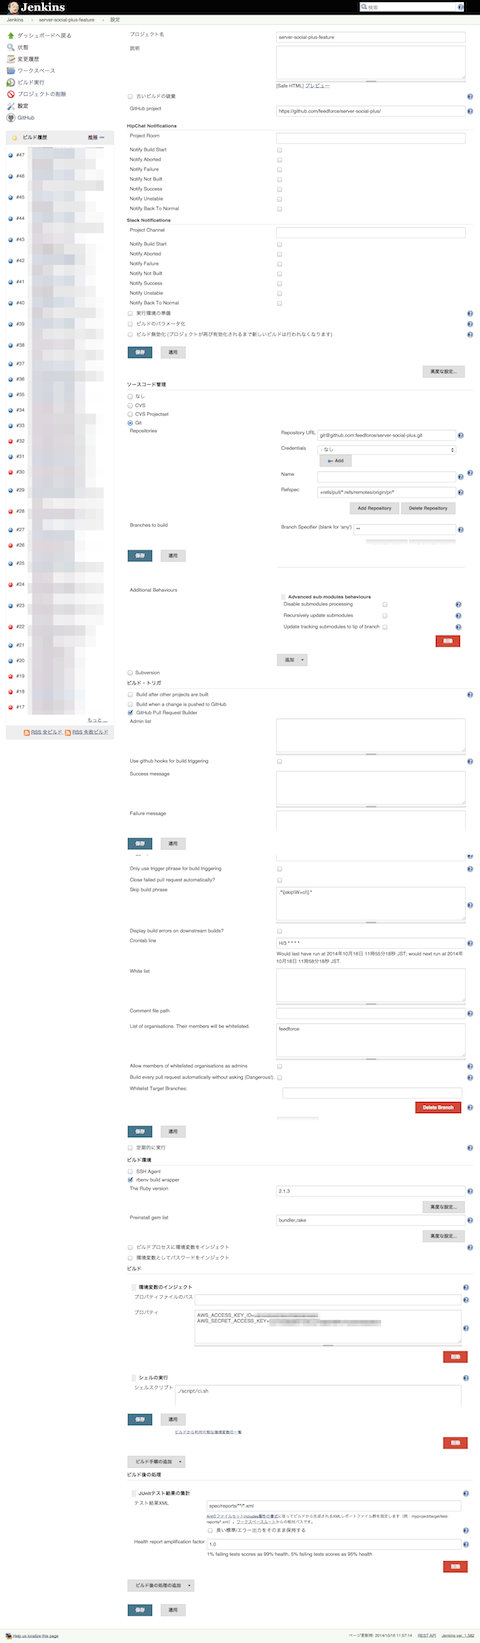 Jenkins
検索
Jenkins
server-social-plus-feature
設定
ダッシュボードへ戻る
状態
変更履歴
ワークスペース
ビルド実行
プロジェクトの削除
設定
GitHub
ビルド履歴
推移
#47
#46
#45
#44
#43
#42
#41
#40
#39
#38
#37
#36
#35
#34
#33
#32
#31
#30
#29
#28
#27
#26
#25
#24
#23
#22
#21
#20
#19
#18
#17
もっと...
RSS 全ビルド
RSS 失敗ビルド
プロジェクト名
server-social-plus-feature
説明
[Safe HTML] プレビュー
古いビルドの破棄
GitHub project
https://github.com/feedforce/server-social-plus/
HipChat Notifications
Project Room
Notify Build Start
Notify Aborted
Notify Failure
Notify Not Built
Notify Success
Notify Unstable
Notify Back To Normal
Slack Notifications
Project Channel
Notify Build Start
Notify Aborted
Notify Failure
Notify Not Built
Notify Success
Notify Unstable
Notify Back To Normal
実行環境の準備
ビルドのパラメータ化
ビルド無効化 (プロジェクトが再び有効化されるまで新しいビルドは行われなくなります)
保存
適用
高度な設定...
ソースコード管理
なし
CVS
CVS Projectset
Git
Repositories
Repository URL
git@github.com:feedforce/server-social-plus.git
Credentials
- なし
Add
Name
Refspec
+refs/pull/*:refs/remotes/origin/pr/*
Add Repository
Delete Repository
Branches to build
Branch Specifier (blank for 'any')
**
保存
適用
Additional Behaviours
Advanced sub-modules behaviours
Disable submodules processing
Recursively update submodules
Update tracking submodules to tip of branch
削除
追加
Subversion
ビルド・トリガ
Build after other projects are built
Build when a change is pushed to GitHub
GitHub Pull Request Builder
Admin list
Use github hooks for build triggering
Success message
Failure message
保存
適用
Only use trigger phrase for build triggering
Close failed pull request automatically?
Skip build phrase
.*\[skip\W+ci\].*
Display build errors on downstream builds?
Crontab line
H/3 * * * *
Would last have run at 2014年10月18日 11時55分18秒 JST; would next run at 2014年
10月18日 11時58分18秒 JST.
White list
Comment file path
List of organisations. Their members will be whitelisted.
feedforce
Allow members of whitelisted organisations as admins
Build every pull request automatically without asking (Dangerous!).
Whitelist Target Branches:
Delete Branch
保存
適用
定期的に実行
ビルド環境
SSH Agent
rbenv build wrapper
The Ruby version
2.1.3
高度な設定...
Preinstall gem list
bundler,rake
高度な設定...
ビルドプロセスに環境変数をインジェクト
環境変数としてパスワードをインジェクト
ビルド
環境変数のインジェクト
プロパティファイルのパス
プロパティ
AWS_ACCESS_KEY_ID=
AWS_SECRET_ACCESS_KEY=
削除
シェルの実行
シェルスクリプト
./script/ci.sh
保存
適用
ビルドから利用可能な環境変数の一覧
削除
ビルド手順の追加
ビルド後の処理
JUnitテスト結果の集計
テスト結果XML
spec/reports/**/*.xml
長い標準/エラー出力をそのまま保持する
Health report amplification factor
1.0
1% failing tests scores as 99% health. 5% failing tests scores as 95% health
削除
ビルド後の処理の追加
保存
適用
Help us localize this page
ページ更新時: 2014/10/18 11:57:14
REST API
Jenkins ver. 1.582